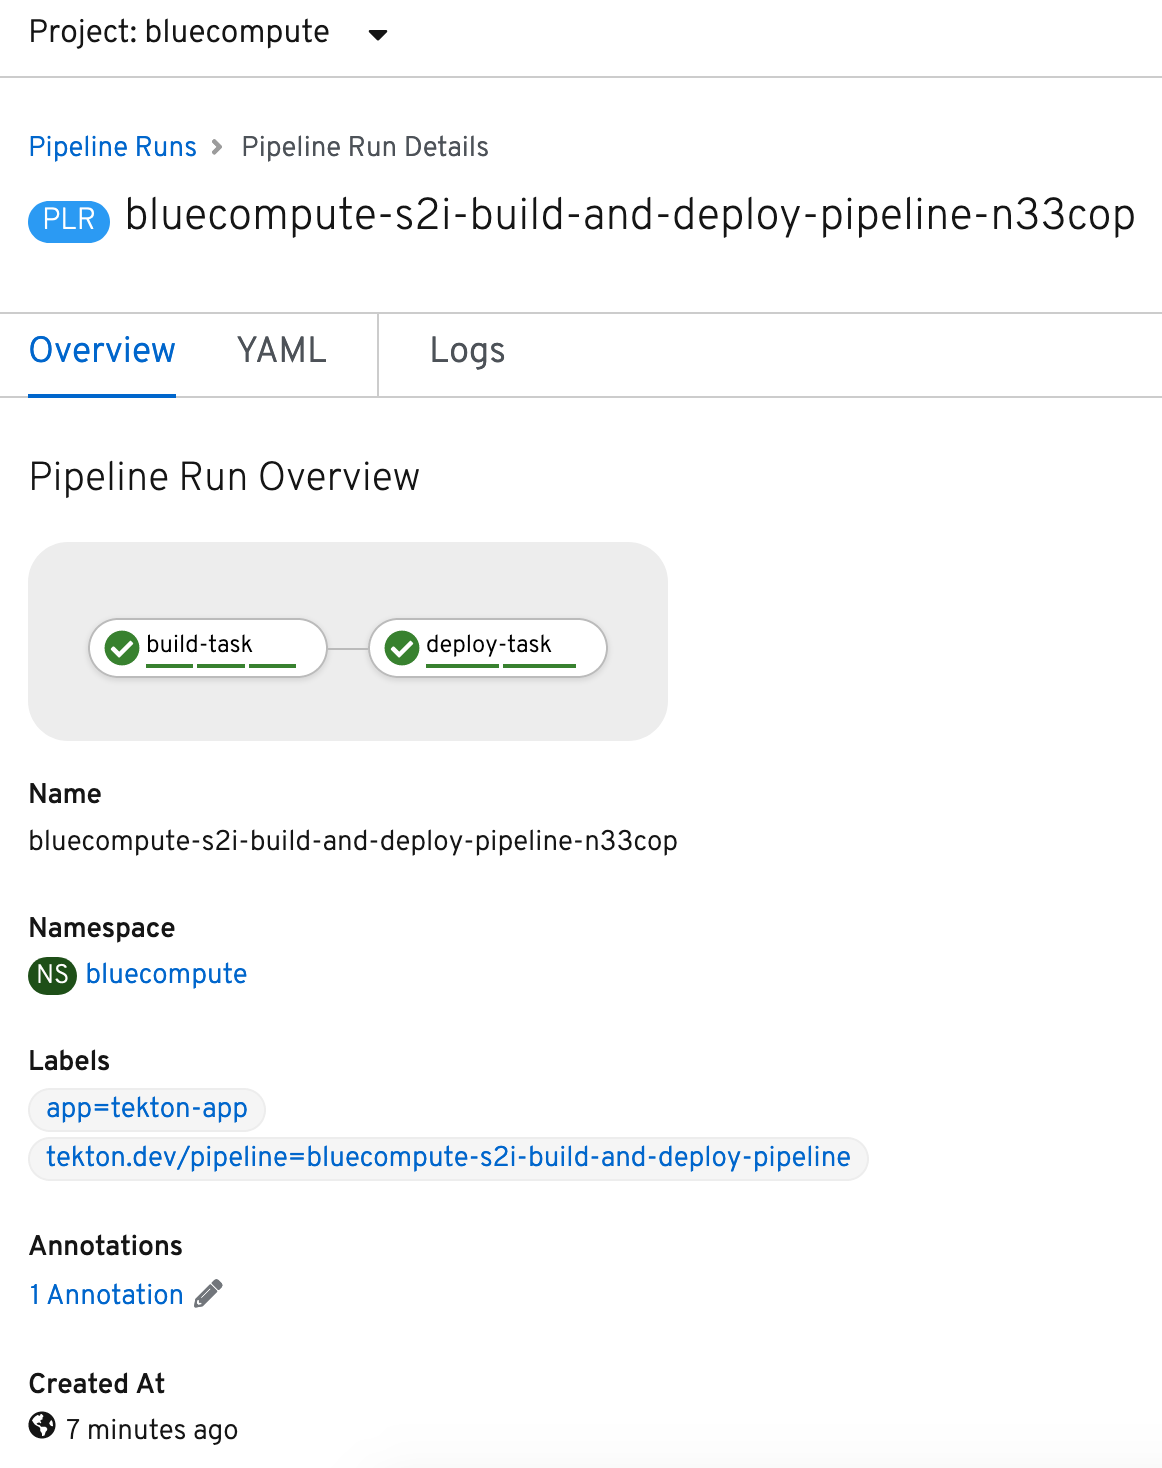 Project: bluecompute
Pipeline Runs > Pipeline Run Details
PLR bluecompute-s2i-build-and-deploy-pipeline-n33cop
Overview YAML Logs
Pipeline Run Overview
build-task deploy-task
Name
bluecompute-s2i-build-and-deploy-pipeline-n33cop
Namespace
NS bluecompute
Labels
app=tekton-app
tekton.dev/pipeline=bluecompute-s2i-build-and-deploy-pipeline
Annotations
1 Annotation
Created At
7 minutes ago